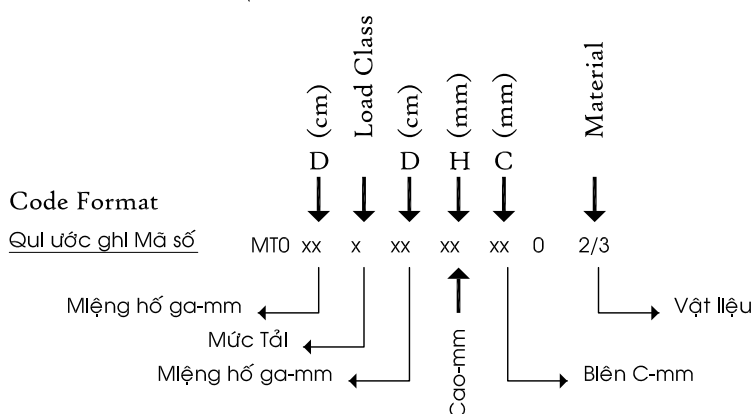 D (cm)
Load Class
D (cm)
H (mm)
C (mm)
Material
Code Format
Qui ước ghi Mã số
MT0 xx x xx xx xx 0 2/3
Miệng hố ga-mm
Vật liệu
Mức Tải
Miệng hố ga-mm
Cao-mm
Biên C-mm